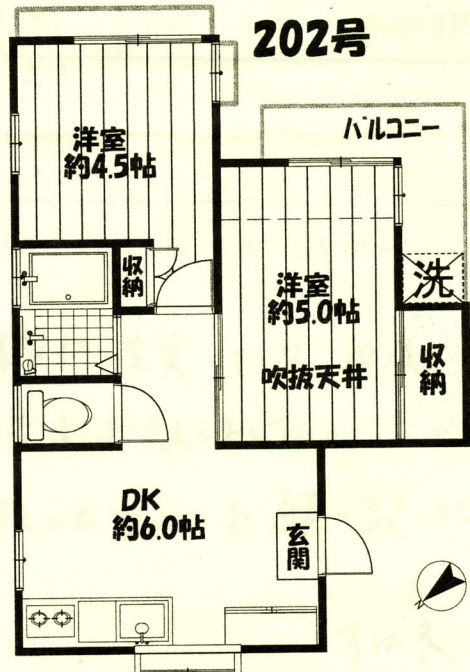 202号
洋室
約4.5帖
バルコニー
収納
洋室
約5.0帖
吹抜天井
洗
収納
DK
約6.0帖
玄関